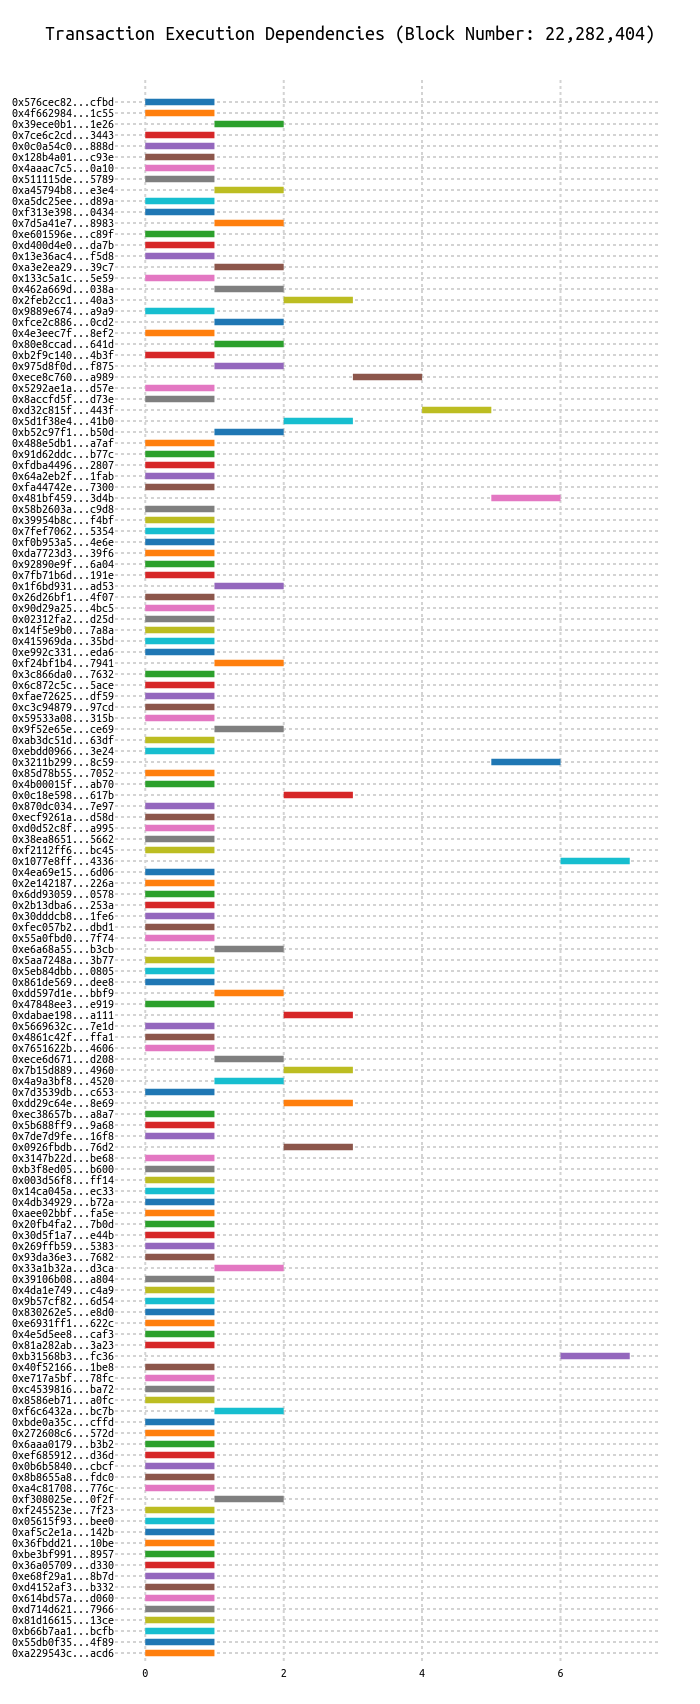 Transaction Execution Dependencies (Block Number: 22,282,404)
0x576cec82...cfbd
0x4f662984...1c55
0x39ece0b1...1e26
0x7ce6c2cd...3443
0x0c0a54c0...888d
0x128b4a01...c93e
0x4aaac7c5...0a10
0x511115de...5789
0xa45794b8...e3e4
0xa5dc25ee...d89a
0xf313e398...0434
0x7d5a41e7...8983
0xe601596e...c89f
0xd400d4e0...da7b
0x13e36ac4...f5d8
0xa3e2ea29...39c7
0x133c5a1c...5e59
0x462a669d...038a
0x2feb2cc1...40a3
0x9889e674...a9a9
0xfce2c886...0cd2
0x4e3eec7f...8ef2
0x80e8ccad...641d
0xb2f9c140...4b3f
0x975d8f0d...f875
0xece8c760...a989
0x5292ae1a...d57e
0x8accfd5f...d73e
0xd32c815f...443f
0x5d1f38e4...41b0
0xb52c97f1...b50d
0x488e5db1...a7af
0x91d62ddc...b77c
0xfdba4496...2807
0x64a2eb2f...1fab
0xfa44742e...7300
0x481bf459...3d4b
0x58b2603a...c9d8
0x39954b8c...f4bf
0x7fef7062...5354
0xf0b953a5...4e6e
0xda7723d3...39f6
0x92890e9f...6a04
0x7fb71b6d...191e
0x1f6bd931...ad53
0x26d26bf1...4f07
0x90d29a25...4bc5
0x02312fa2...d25d
0x14f5e9b0...7a8a
0x415969da...35bd
0xe992c331...eda6
0xf24bf1b4...7941
0x3c866da0...7632
0x6c872c5c...5ace
0xfae72625...df59
0xc3c94879...97cd
0x59533a08...315b
0x9f52e65e...ce69
0xab3dc51d...63df
0xebdd0966...3e24
0x3211b299...8c59
0x85d78b55...7052
0x4b00015f...ab70
0x0c18e598...617b
0x870dc034...7e97
0xecf9261a...d58d
0xd0d52c8f...a995
0x38ea8651...5662
0xf2112ff6...bc45
0x1077e8ff...4336
0x4ea69e15...6d06
0x2e142187...226a
0x6dd93059...0578
0x2b13dba6...253a
0x30dddcb8...1fe6
0xfec057b2...dbd1
0x55a0fbd0...7f74
0xe6a68a55...b3cb
0x5aa7248a...3b77
0x5eb84dbb...0805
0x861de569...dee8
0xdd597d1e...bbf9
0x47848ee3...e919
0xdabae198...a111
0x5669632c...7e1d
0x4861c42f...ffa1
0x7651622b...4606
0xece6d671...d208
0x7b15d889...4960
0x4a9a3bf8...4520
0x7d3539db...c653
0xdd29c64e...8e69
0xec38657b...a8a7
0x5b688ff9...9a68
0x7de7d9fe...16f8
0x0926fbdb...76d2
0x3147b22d...be68
0xb3f8ed05...b600
0x003d56f8...ff14
0x14ca045a...ec33
0x4db34929...b72a
0xaee02bbf...fa5e
0x20fb4fa2...7b0d
0x30d5f1a7...e44b
0x269ffb59...5383
0x93da36e3...7682
0x33a1b32a...d3ca
0x39106b08...a804
0x4da1e749...c4a9
0x9b57cf82...6d54
0x830262e5...e8d0
0xe6931ff1...622c
0x4e5d5ee8...caf3
0x81a282ab...3a23
0xb31568b3...fc36
0x40f52166...1be8
0xe717a5bf...78fc
0xc4539816...ba72
0x8586eb71...a0fc
0xf6c6432a...bc7b
0xbde0a35c...cffd
0x272608c6...572d
0x6aaa0179...b3b2
0xef685912...d36d
0x0b6b5840...cbcf
0x8b8655a8...fdc0
0xa4c81708...776c
0xf308025e...0f2f
0xf245523e...7f23
0x05615f93...bee0
0xaf5c2e1a...142b
0x36fbdd21...10be
0xbe3bf991...8957
0x36a05709...d330
0xe68f29a1...8b7d
0xd4152af3...b332
0x614bd57a...d060
0xd714d621...7966
0x81d16615...13ce
0xb66b7aa1...bcfb
0x55db0f35...4f89
0xa229543c...acd6
0 2 4 6